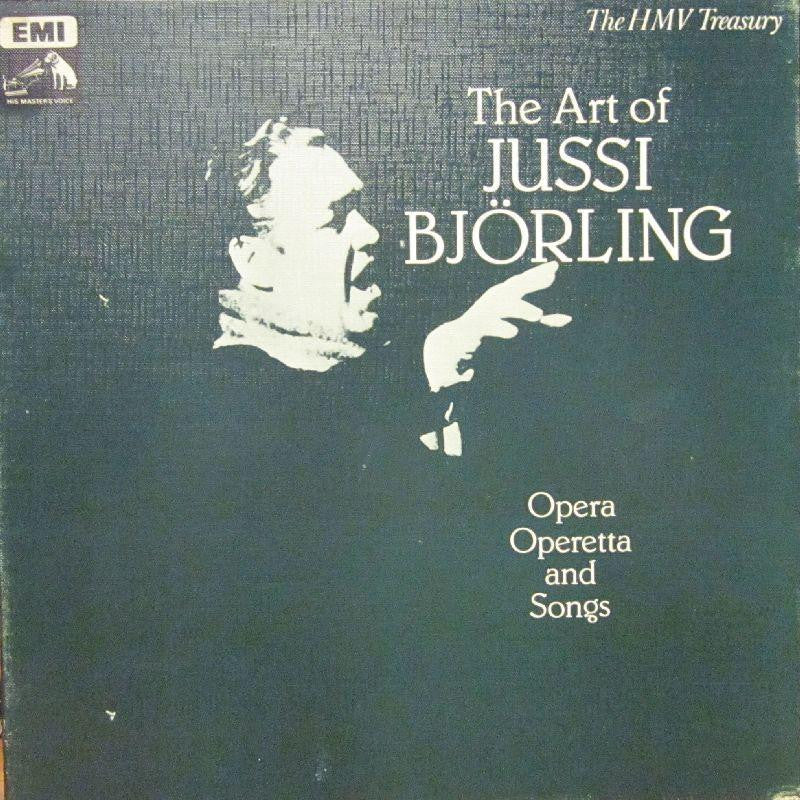 EMI
HIS MASTER'S VOICE
The HMV Treasury
The Art of
JUSSI
BJÖRLING
Opera
Operetta
and
Songs